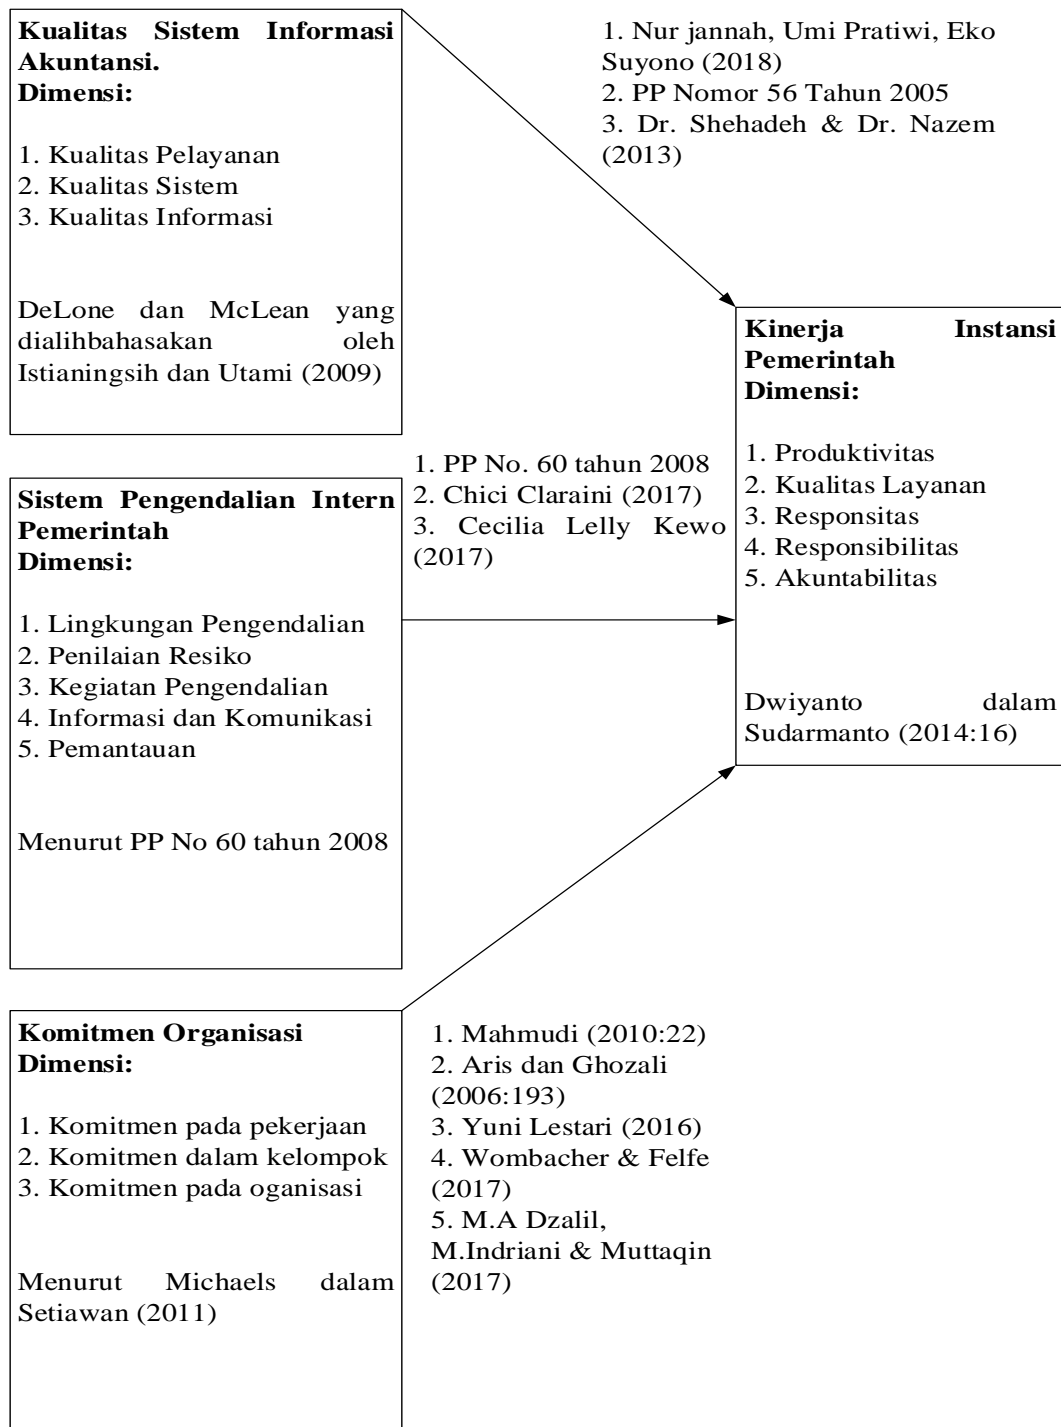 Kualitas Sistem Informasi
Akuntansi.
Dimensi:
1. Kualitas Pelayanan
2. Kualitas Sistem
3. Kualitas Informasi
DeLone dan McLean yang
dialihbahasakan oleh
Istianingsih dan Utami (2009)
1. Nur jannah, Umi Pratiwi, Eko
Suyono (2018)
2. PP Nomor 56 Tahun 2005
3. Dr. Shehadeh & Dr. Nazem
(2013)
Sistem Pengendalian Intern
Pemerintah
Dimensi:
1. Lingkungan Pengendalian
2. Penilaian Resiko
3. Kegiatan Pengendalian
4. Informasi dan Komunikasi
5. Pemantauan
Menurut PP No 60 tahun 2008
1. PP No. 60 tahun 2008
2. Chici Claraini (2017)
3. Cecilia Lelly Kewo
(2017)
Kinerja Instansi
Pemerintah
Dimensi:
1. Produktivitas
2. Kualitas Layanan
3. Responsitas
4. Responsibilitas
5. Akuntabilitas
Dwiyanto dalam
Sudarmanto (2014:16)
Komitmen Organisasi
Dimensi:
1. Komitmen pada pekerjaan
2. Komitmen dalam kelompok
3. Komitmen pada oganisasi
Menurut Michaels dalam
Setiawan (2011)
1. Mahmudi (2010:22)
2. Aris dan Ghozali
(2006:193)
3. Yuni Lestari (2016)
4. Wombacher & Felfe
(2017)
5. M.A Dzalil,
M.Indriani & Muttaqin
(2017)